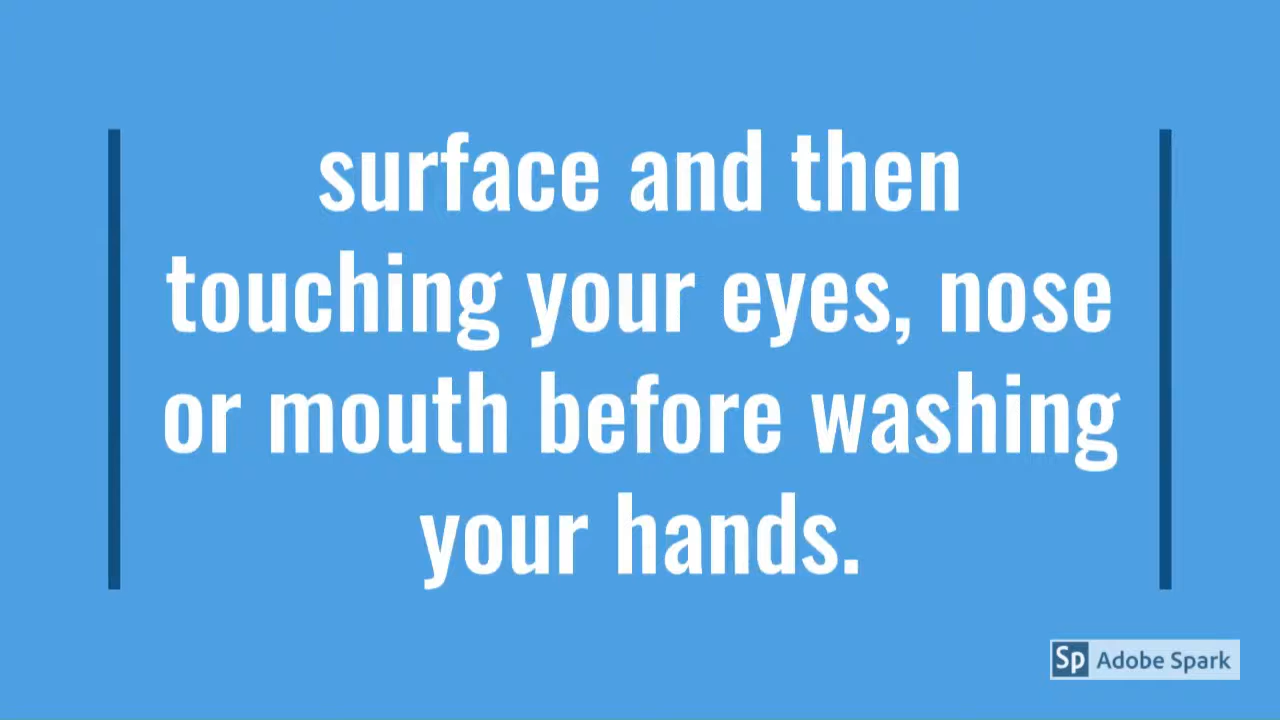 surface and then
touching your eyes, nose
or mouth before washing
your hands.
Sp Adobe Spark